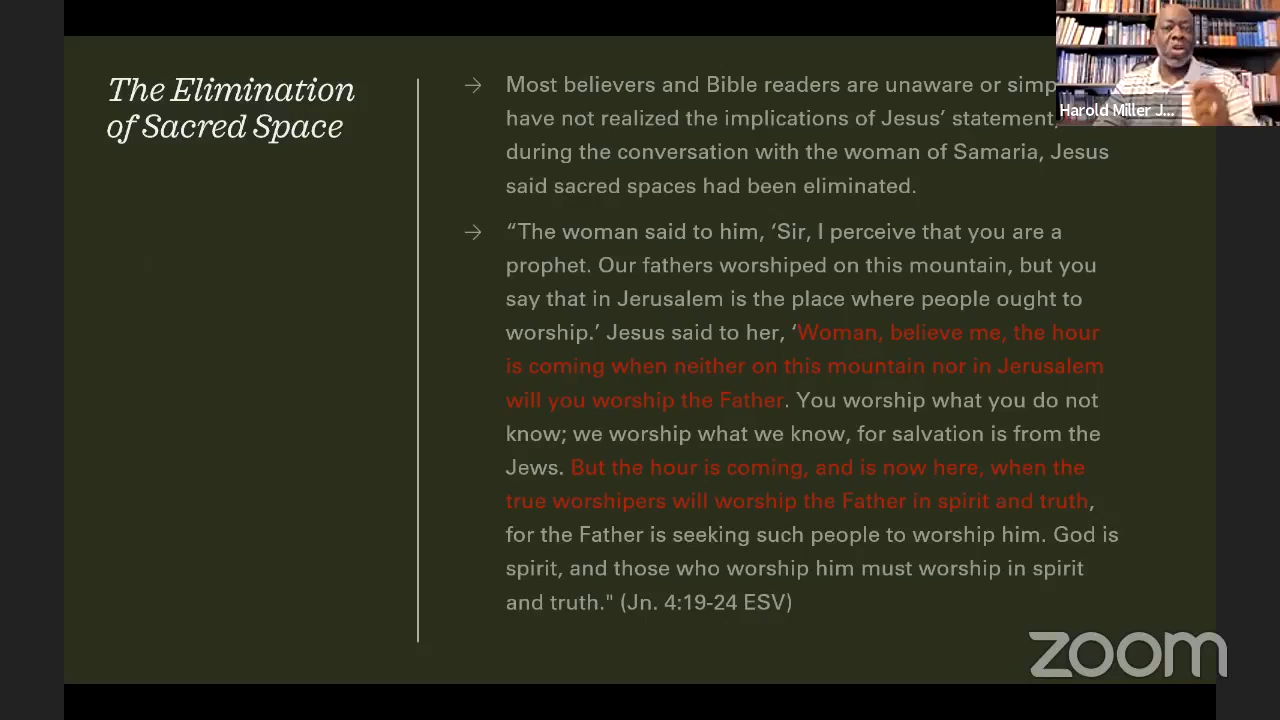 The Elimination
of Sacred Space
→ Most believers and Bible readers are unaware or
have not realized the implications of Jesus’ statement,
during the conversation with the woman of Samaria, Jesus
said sacred spaces had been eliminated.
→ “The woman said to him, ‘Sir, I perceive that you are a
prophet. Our fathers worshiped on this mountain, but you
say that in Jerusalem is the place where people ought to
worship.’ Jesus said to her, ‘Woman, believe me, the hour
is coming when neither on this mountain nor in Jerusalem
will you worship the Father. You worship what you do not
know; we worship what we know, for salvation is from the
Jews. But the hour is coming, and is now here, when the
true worshipers will worship the Father in spirit and truth,
for the Father is seeking such people to worship him. God is
spirit, and those who worship him must worship in spirit
and truth." (Jn. 4:19-24 ESV)
Harold Miller J...
zoom